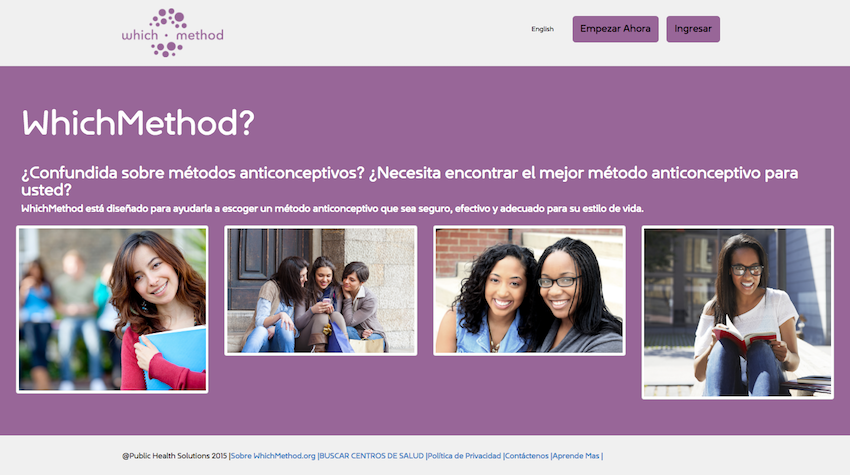 which · method
English
Empezar Ahora
Ingresar
WhichMethod?
¿Confundida sobre métodos anticonceptivos? ¿Necesita encontrar el mejor método anticonceptivo para
usted?
WhichMethod está diseñado para ayudarla a escoger un método anticonceptivo que sea seguro, efectivo y adecuado para su estilo de vida.
@Public Health Solutions 2015 |Sobre WhichMethod.org |BUSCAR CENTROS DE SALUD |Política de Privacidad |Contáctenos |Aprende Mas |